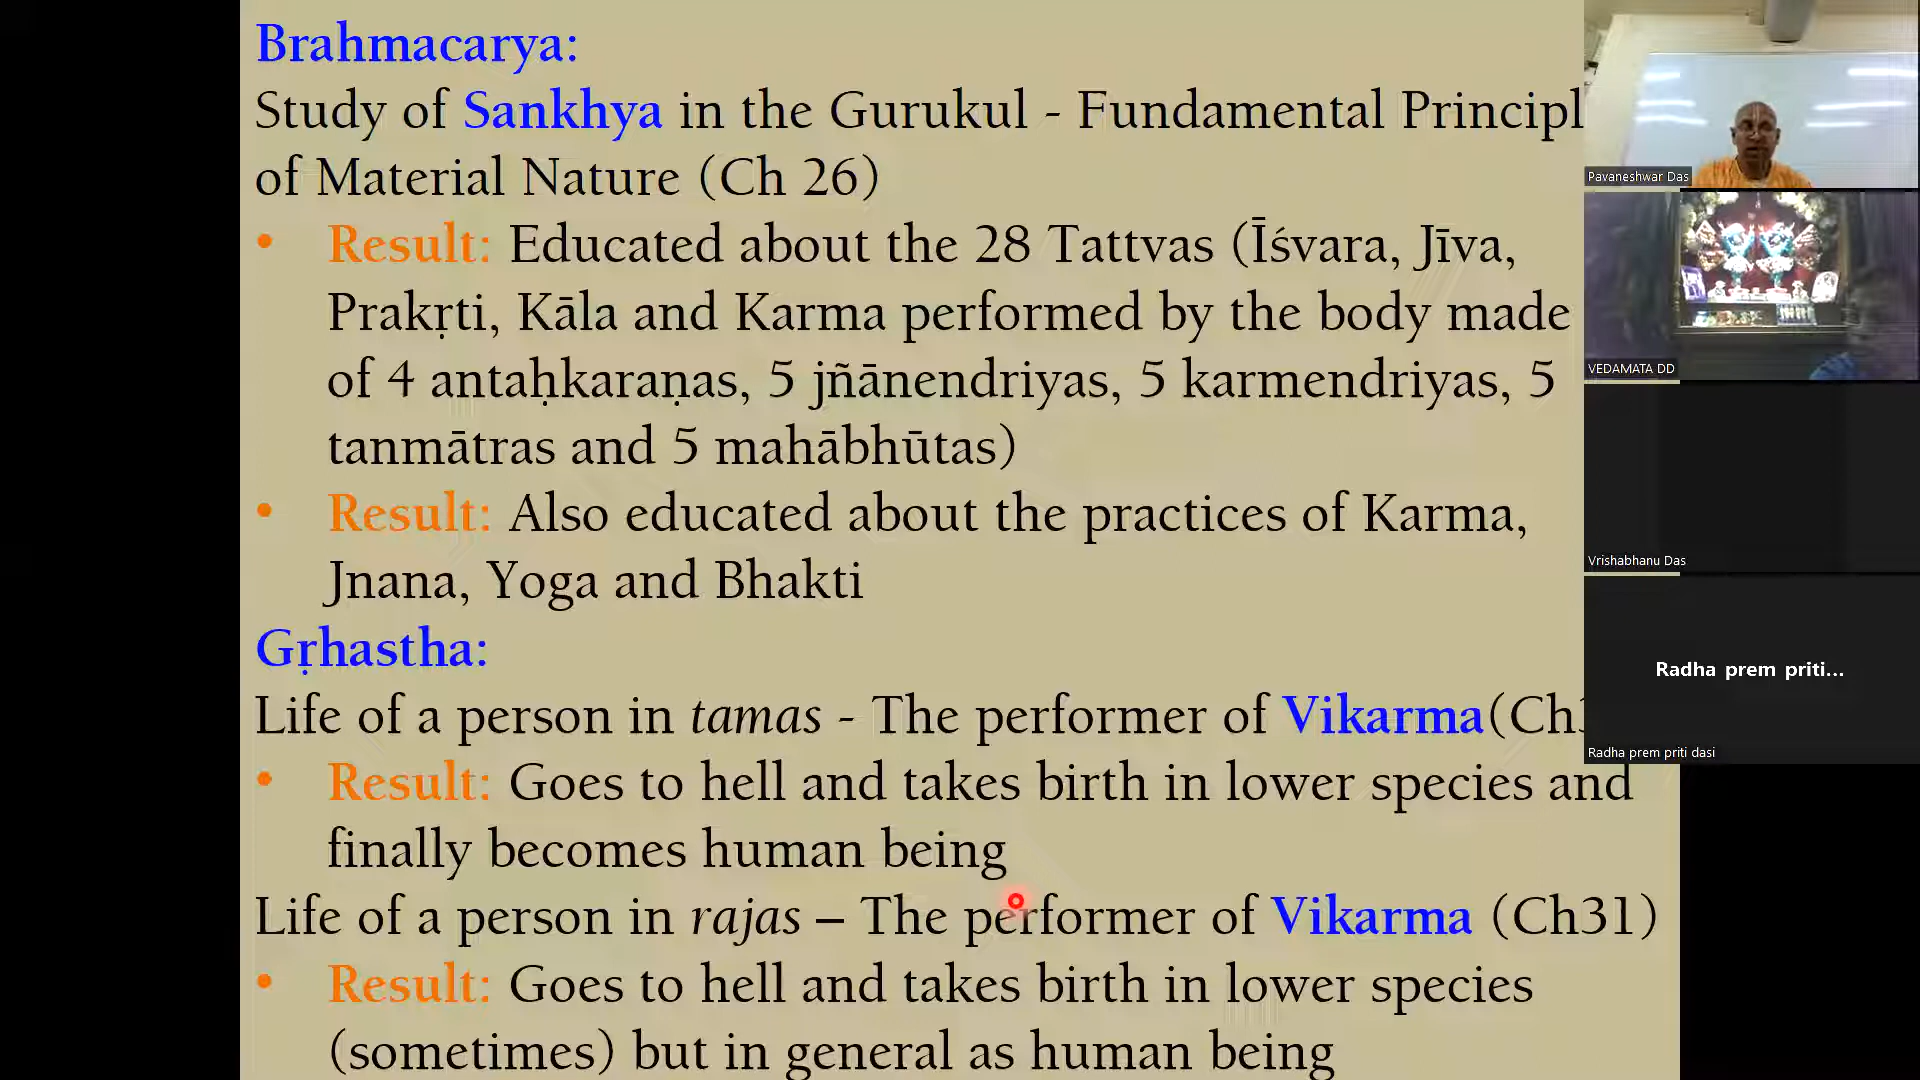 Brahmacarya:
Study of Sankhya in the Gurukul - Fundamental
of Material Nature (Ch 26)
• Result: Educated about the 28 Tattvas (Īśvara, Jīva,
Prakṛti, Kāla and Karma performed by the body made
of 4 antaḥkaraṇas, 5 jñānendriyas, 5 karmendriyas, 5
tanmātras and 5 mahābhūtas)
• Result: Also educated about the practices of Karma,
Jnana, Yoga and Bhakti
Gṛhastha:
Life of a person in tamas - The performer of Vikarma
• Result: Goes to hell and takes birth in lower species and
finally becomes human being
Life of a person in rajas – The performer of Vikarma (Ch31)
• Result: Goes to hell and takes birth in lower species
(sometimes) but in general as human being
Pavaneshwar Das
VEDAMATA DD
Vrishabhanu Das
Radha prem priti...
Radha prem priti dasi